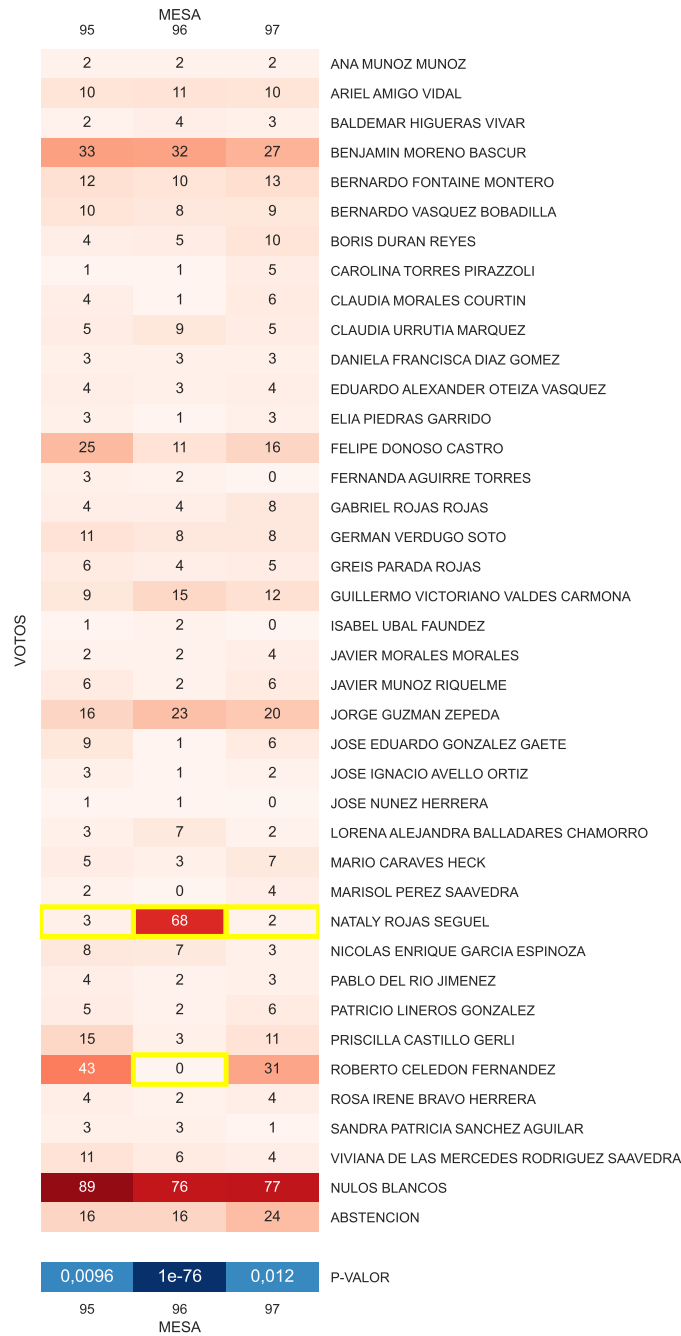 MESA
95 96 97
2 2 2 ANA MUNOZ MUNOZ
10 11 10 ARIEL AMIGO VIDAL
2 4 3 BALDEMAR HIGUERAS VIVAR
33 32 27 BENJAMIN MORENO BASCUR
12 10 13 BERNARDO FONTAINE MONTERO
10 8 9 BERNARDO VASQUEZ BOBADILLA
4 5 10 BORIS DURAN REYES
1 1 5 CAROLINA TORRES PIRAZZOLI
4 1 6 CLAUDIA MORALES COURTIN
5 9 5 CLAUDIA URRUTIA MARQUEZ
3 3 3 DANIELA FRANCISCA DIAZ GOMEZ
4 3 4 EDUARDO ALEXANDER OTEIZA VASQUEZ
3 1 3 ELIA PIEDRAS GARRIDO
25 11 16 FELIPE DONOSO CASTRO
3 2 0 FERNANDA AGUIRRE TORRES
4 4 8 GABRIEL ROJAS ROJAS
11 8 8 GERMAN VERDUGO SOTO
6 4 5 GREIS PARADA ROJAS
9 15 12 GUILLERMO VICTORIANO VALDES CARMONA
1 2 0 ISABEL UBAL FAUNDEZ
VOTOS
2 2 4 JAVIER MORALES MORALES
6 2 6 JAVIER MUNOZ RIQUELME
16 23 20 JORGE GUZMAN ZEPEDA
9 1 6 JOSE EDUARDO GONZALEZ GAETE
3 1 2 JOSE IGNACIO AVELLO ORTIZ
1 1 0 JOSE NUNEZ HERRERA
3 7 2 LORENA ALEJANDRA BALLADARES CHAMORRO
5 3 7 MARIO CARAVES HECK
2 0 4 MARISOL PEREZ SAAVEDRA
3 68 2 NATALY ROJAS SEGUEL
8 7 3 NICOLAS ENRIQUE GARCIA ESPINOZA
4 2 3 PABLO DEL RIO JIMENEZ
5 2 6 PATRICIO LINEROS GONZALEZ
15 3 11 PRISCILLA CASTILLO GERLI
43 0 31 ROBERTO CELEDON FERNANDEZ
4 2 4 ROSA IRENE BRAVO HERRERA
3 3 1 SANDRA PATRICIA SANCHEZ AGUILAR
11 6 4 VIVIANA DE LAS MERCEDES RODRIGUEZ SAAVEDRA
89 76 77 NULOS BLANCOS
16 16 24 ABSTENCION
0,0096 1e-76 0,012 P-VALOR
95 96 97
MESA